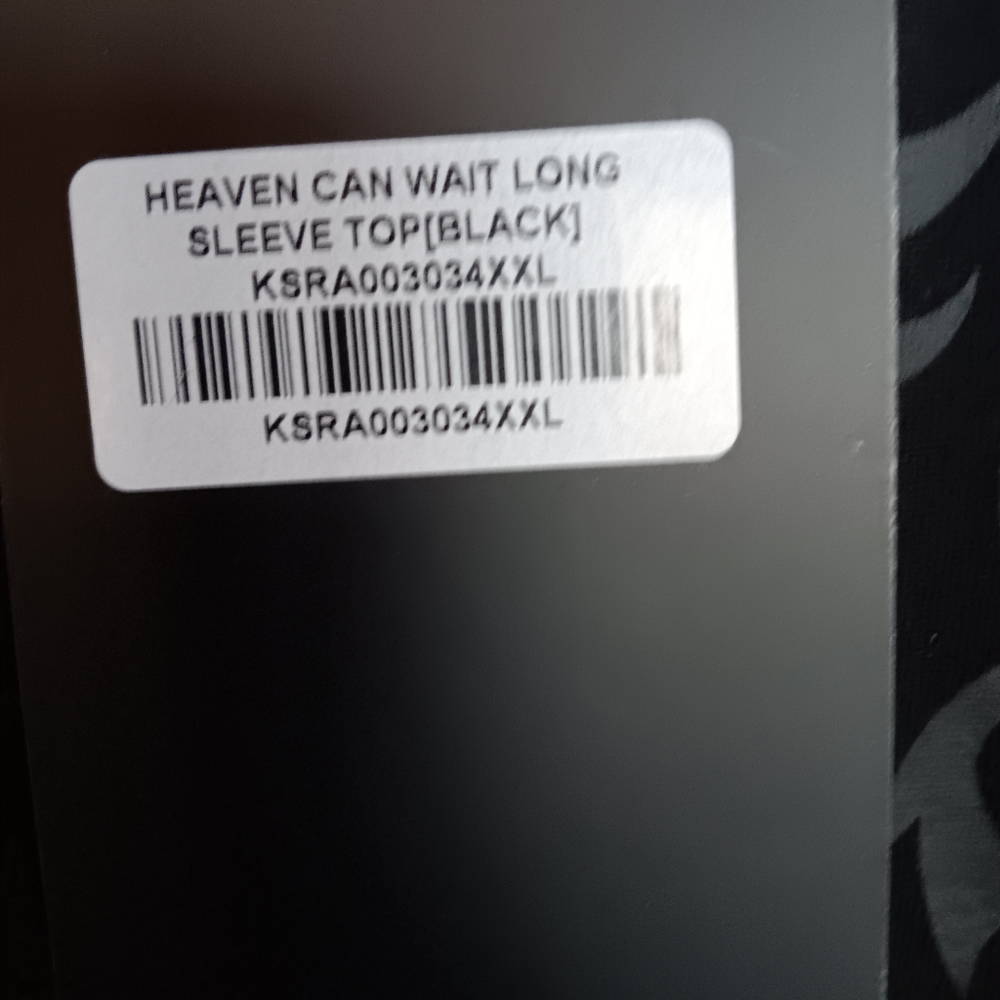 HEAVEN CAN WAIT LONG
SLEEVE TOP[BLACK]
KSRA003034XXL
KSRA003034XXL